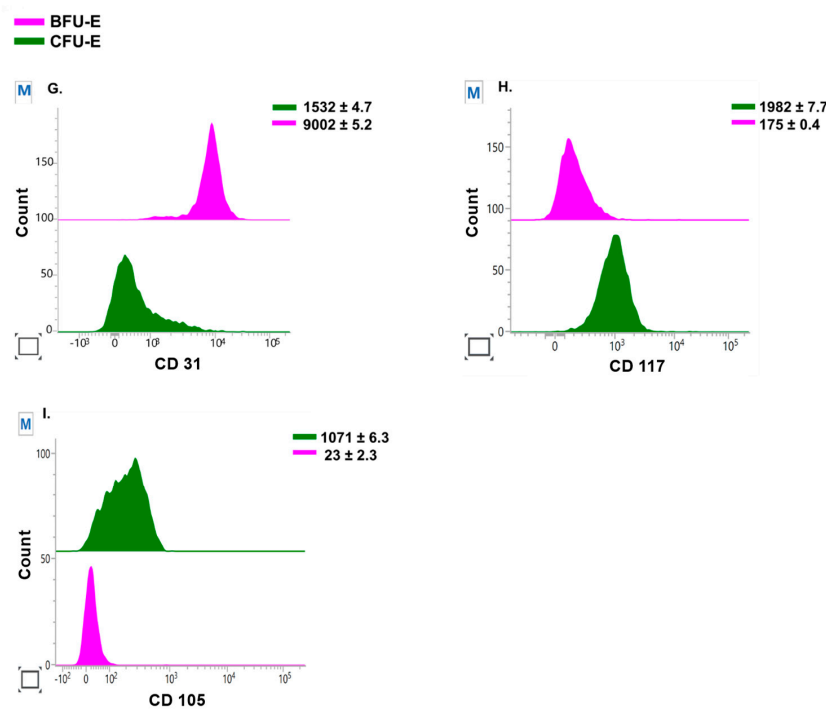 BFU-E
CFU-E
M
G.
1532 ± 4.7
9002 ± 5.2
150
100
50
0
Count
-10³ 0 10³ 10⁴ 10⁵
CD 31
M
H.
1982 ± 7.7
175 ± 0.4
150
100
50
0
Count
0 10³ 10⁴ 10⁵
CD 117
M
I.
1071 ± 6.3
23 ± 2.3
100
50
0
Count
-10² 0 10² 10³ 10⁴ 10⁵
CD 105